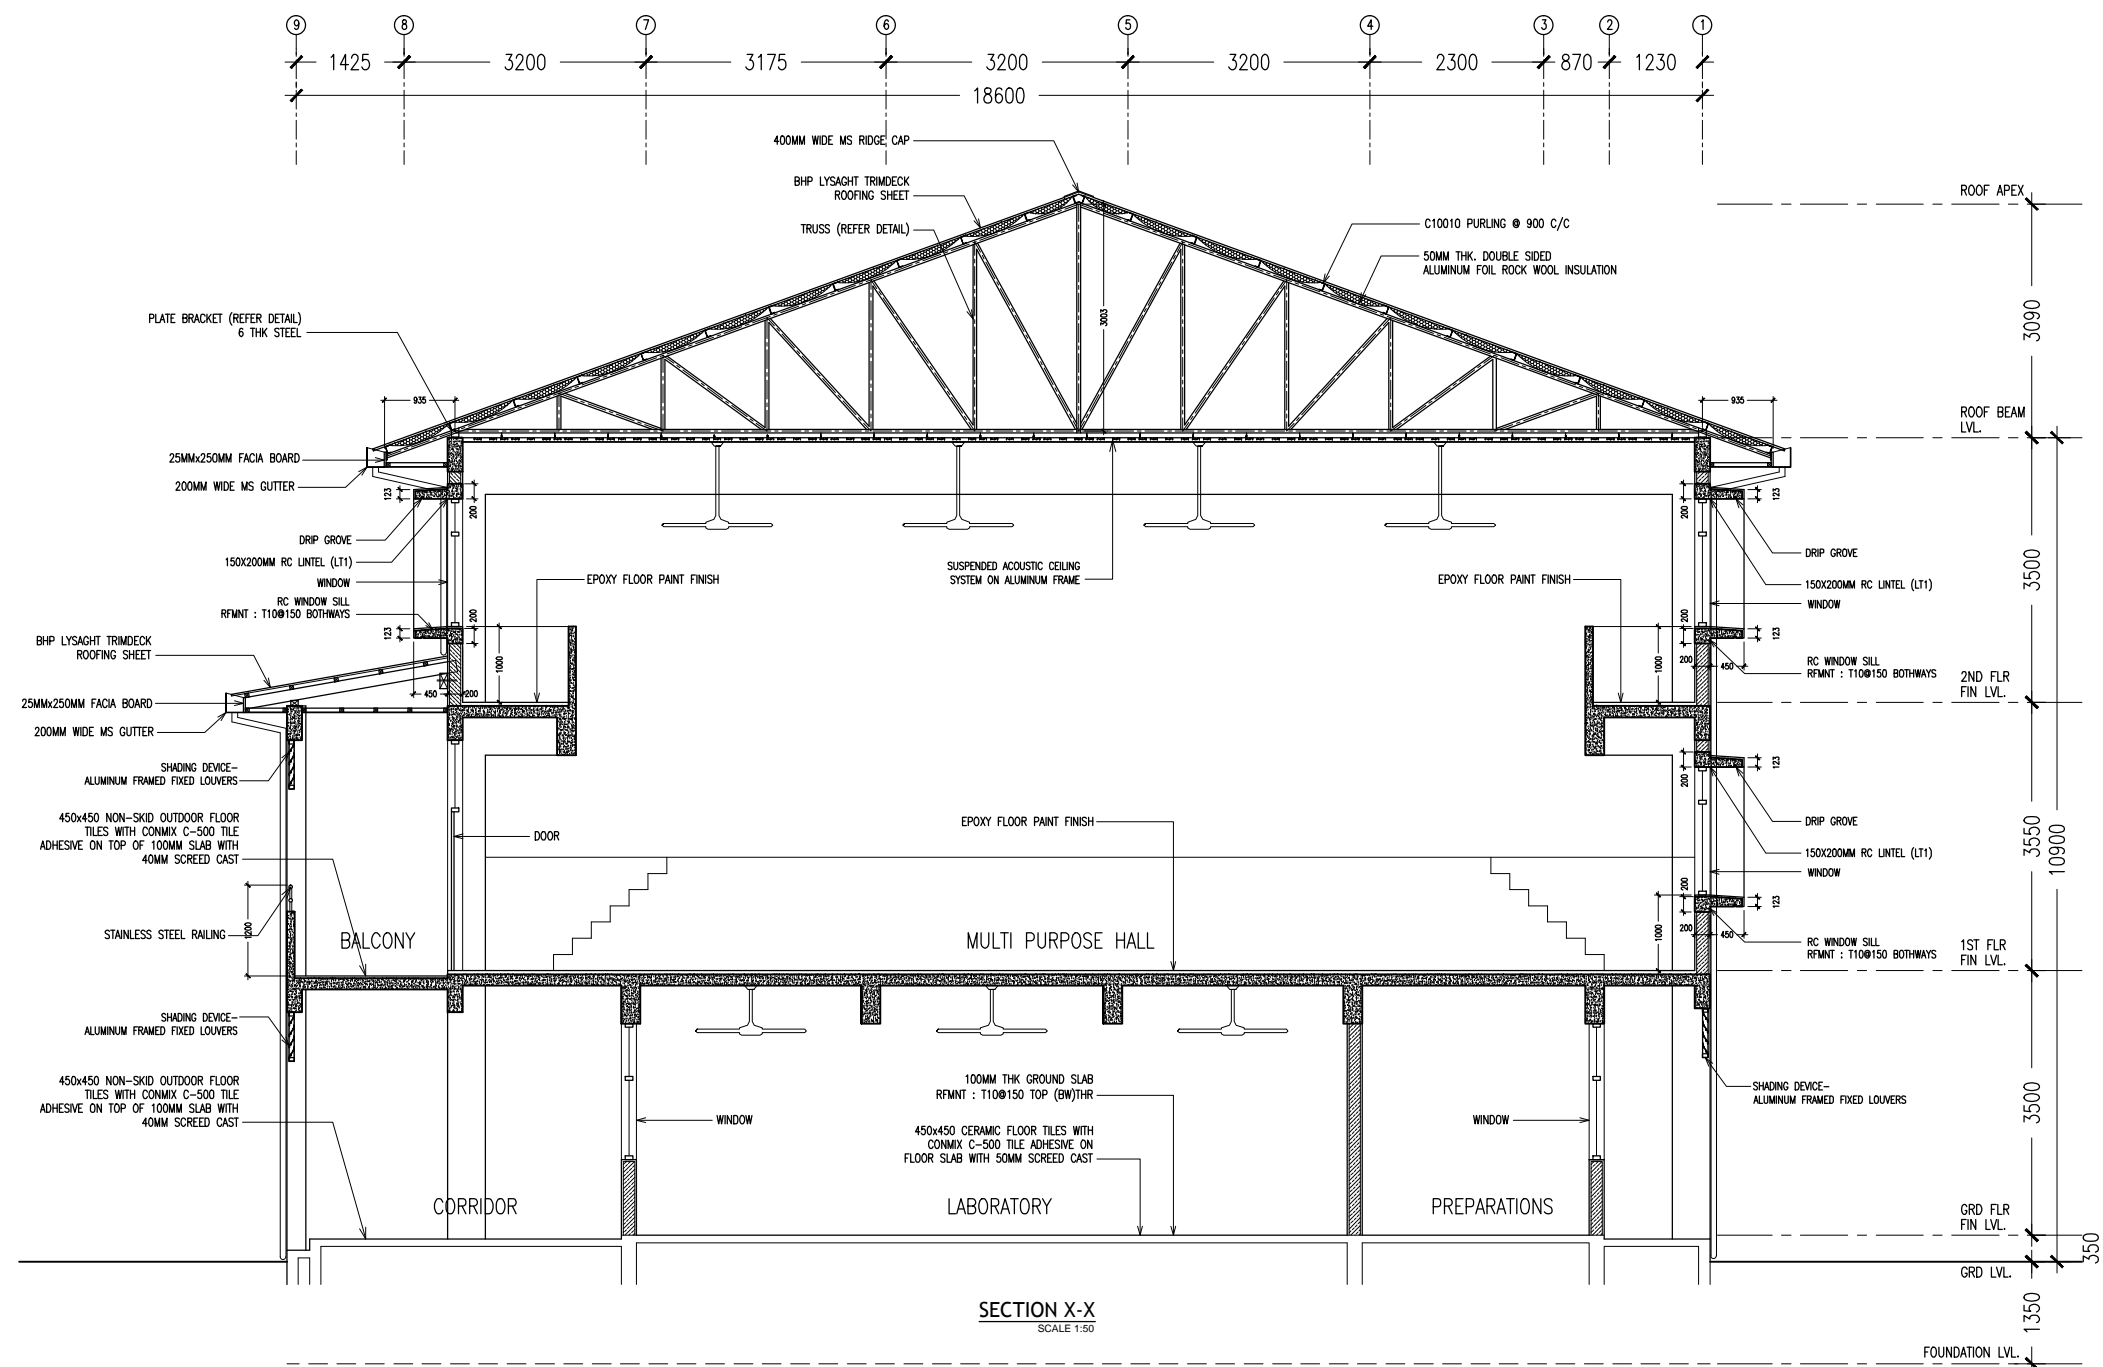 9 8 7 6 5 4 3 2 1
1425 3200 3175 3200 3200 2300 870 1230
18600
400MM WIDE MS RIDGE CAP
BHP LYSAGHT TRIMDECK
ROOFING SHEET
TRUSS (REFER DETAIL)
PLATE BRACKET (REFER DETAIL)
6 THK STEEL
C10010 PURLING @ 900 C/C
50MM THK. DOUBLE SIDED
ALUMINUM FOIL ROCK WOOL INSULATION
3003
935
935
25MMx250MM FACIA BOARD
200MM WIDE MS GUTTER
123
200
DRIP GROVE
150X200MM RC LINTEL (LT1)
WINDOW
RC WINDOW SILL
RFMNT : T10@150 BOTHWAYS
123
200
BHP LYSAGHT TRIMDECK
ROOFING SHEET
25MMx250MM FACIA BOARD
200MM WIDE MS GUTTER
450
200
1000
EPOXY FLOOR PAINT FINISH
SUSPENDED ACOUSTIC CEILING
SYSTEM ON ALUMINUM FRAME
EPOXY FLOOR PAINT FINISH
200
123
DRIP GROVE
150X200MM RC LINTEL (LT1)
WINDOW
200
123
1000
200
450
RC WINDOW SILL
RFMNT : T10@150 BOTHWAYS
SHADING DEVICE-
ALUMINUM FRAMED FIXED LOUVERS
450x450 NON-SKID OUTDOOR FLOOR
TILES WITH CONMIX C-500 TILE
ADHESIVE ON TOP OF 100MM SLAB WITH
40MM SCREED CAST
1200
STAINLESS STEEL RAILING
BALCONY
DOOR
EPOXY FLOOR PAINT FINISH
MULTI PURPOSE HALL
200
123
DRIP GROVE
150X200MM RC LINTEL (LT1)
WINDOW
200
123
1000
200
450
RC WINDOW SILL
RFMNT : T10@150 BOTHWAYS
SHADING DEVICE-
ALUMINUM FRAMED FIXED LOUVERS
450x450 NON-SKID OUTDOOR FLOOR
TILES WITH CONMIX C-500 TILE
ADHESIVE ON TOP OF 100MM SLAB WITH
40MM SCREED CAST
CORRIDOR
WINDOW
100MM THK GROUND SLAB
RFMNT : T10@150 TOP (BW)THR
450x450 CERAMIC FLOOR TILES WITH
CONMIX C-500 TILE ADHESIVE ON
FLOOR SLAB WITH 50MM SCREED CAST
LABORATORY
WINDOW
PREPARATIONS
SHADING DEVICE-
ALUMINUM FRAMED FIXED LOUVERS
ROOF APEX
3090
ROOF BEAM
LVL.
3500
2ND FLR
FIN LVL.
3550
10900
1ST FLR
FIN LVL.
3500
GRD FLR
FIN LVL.
350
GRD LVL.
1350
FOUNDATION LVL.
SECTION X-X
SCALE 1:50